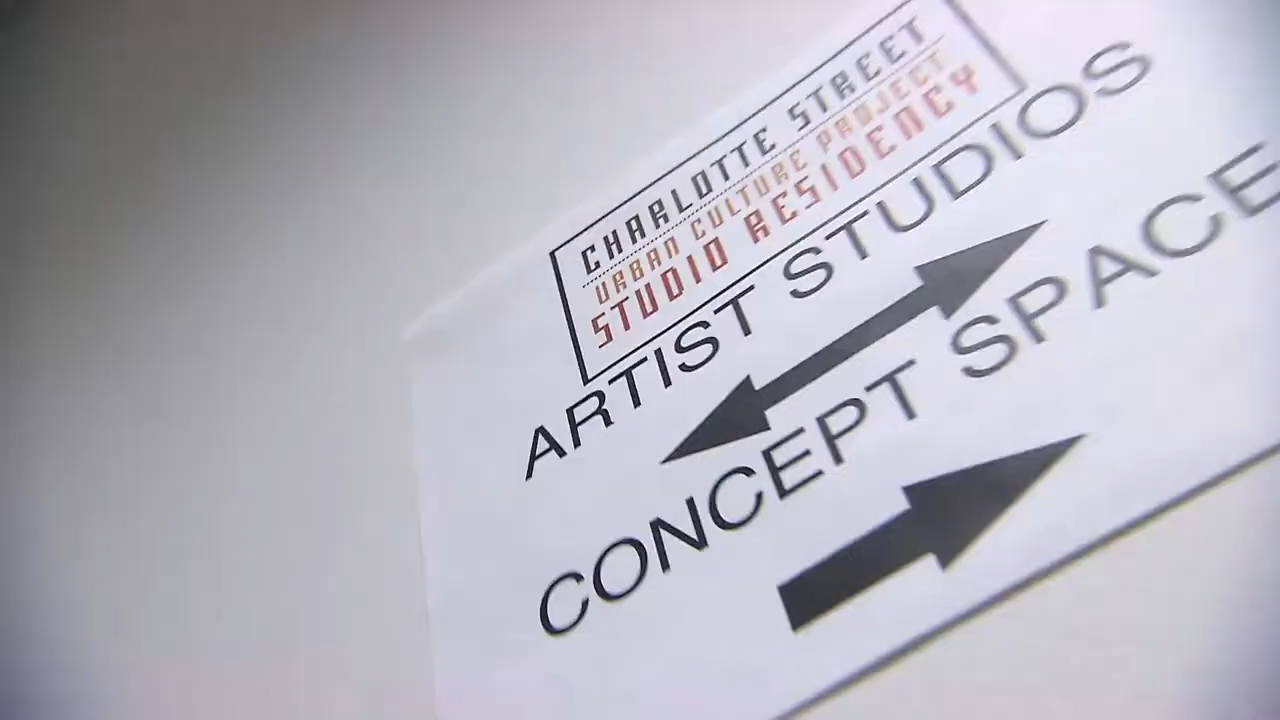 CHARLOTTE STREET
URBAN CULTURE PROJECT
STUDIO RESIDENCY
ARTIST STUDIOS
CONCEPT SPACE